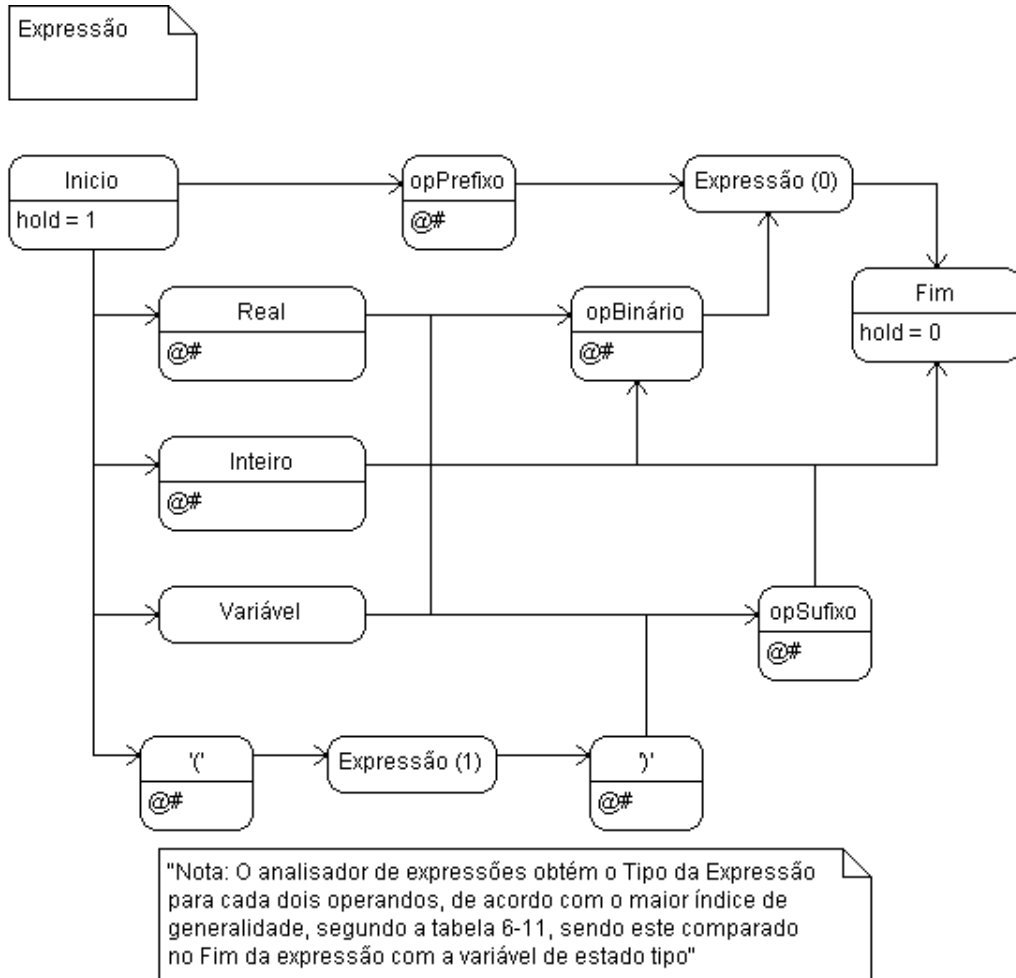 Expressão
Inicio
hold = 1
opPrefixo
@#
Expressão (0)
Fim
hold = 0
Real
@#
opBinário
@#
Inteiro
@#
Variável
opSufixo
@#
'('
@#
Expressão (1)
')'
@#
"Nota: O analisador de expressões obtém o Tipo da Expressão
para cada dois operandos, de acordo com o maior índice de
generalidade, segundo a tabela 6-11, sendo este comparado
no Fim da expressão com a variável de estado tipo"